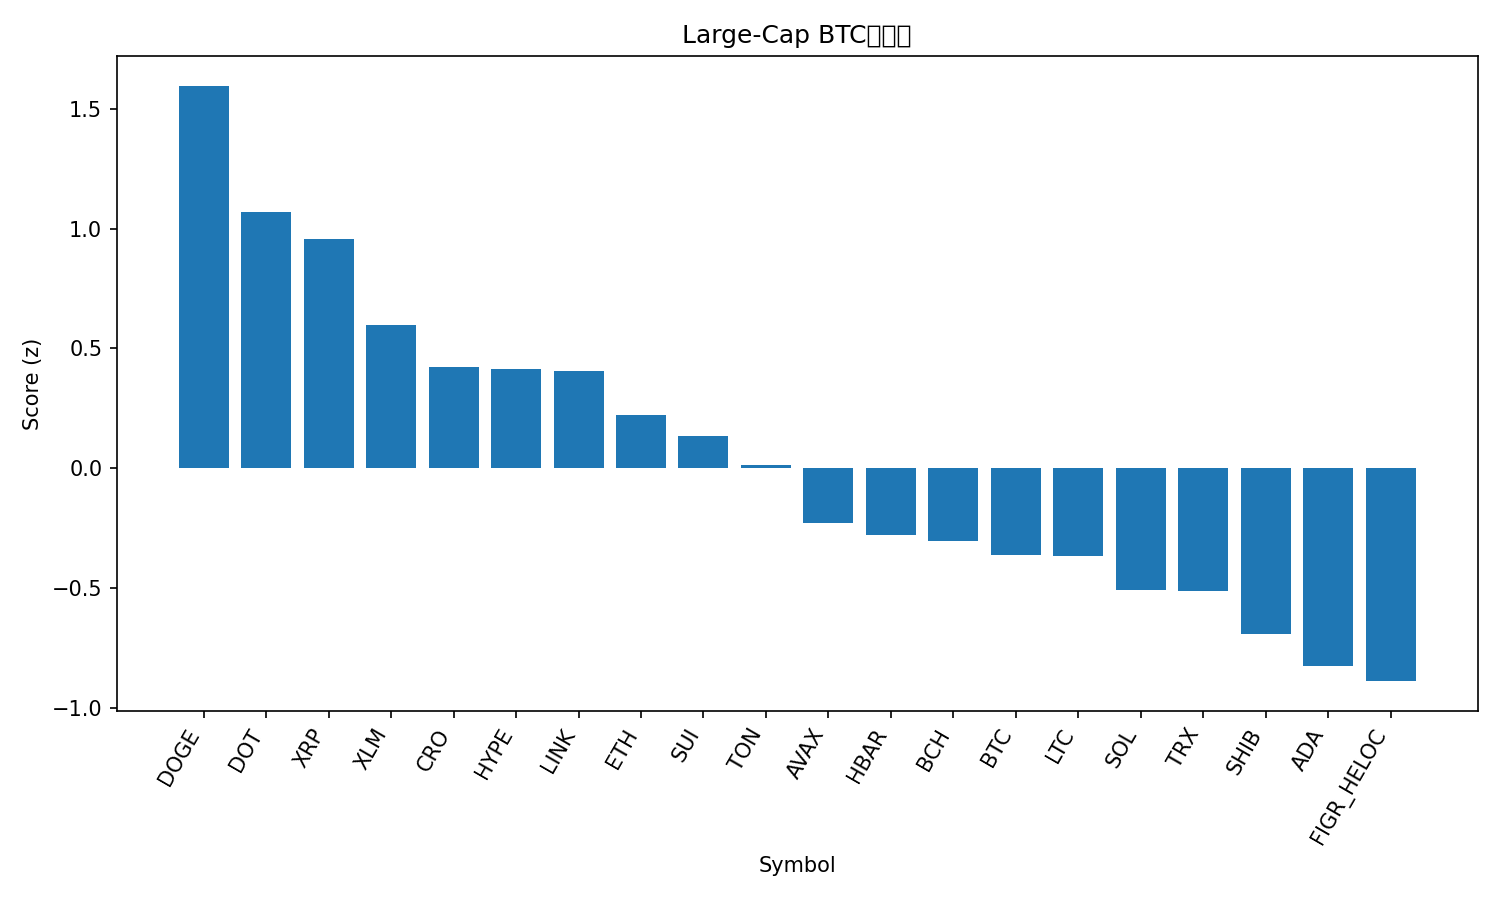 Large-Cap BTC
Score (z)
1.5
1.0
0.5
0.0
−0.5
−1.0
DOGE
DOT
XRP
XLM
CRO
HYPE
LINK
ETH
SUI
TON
AVAX
HBAR
BCH
BTC
LTC
SOL
TRX
SHIB
ADA
FIGR_HELOC
Symbol